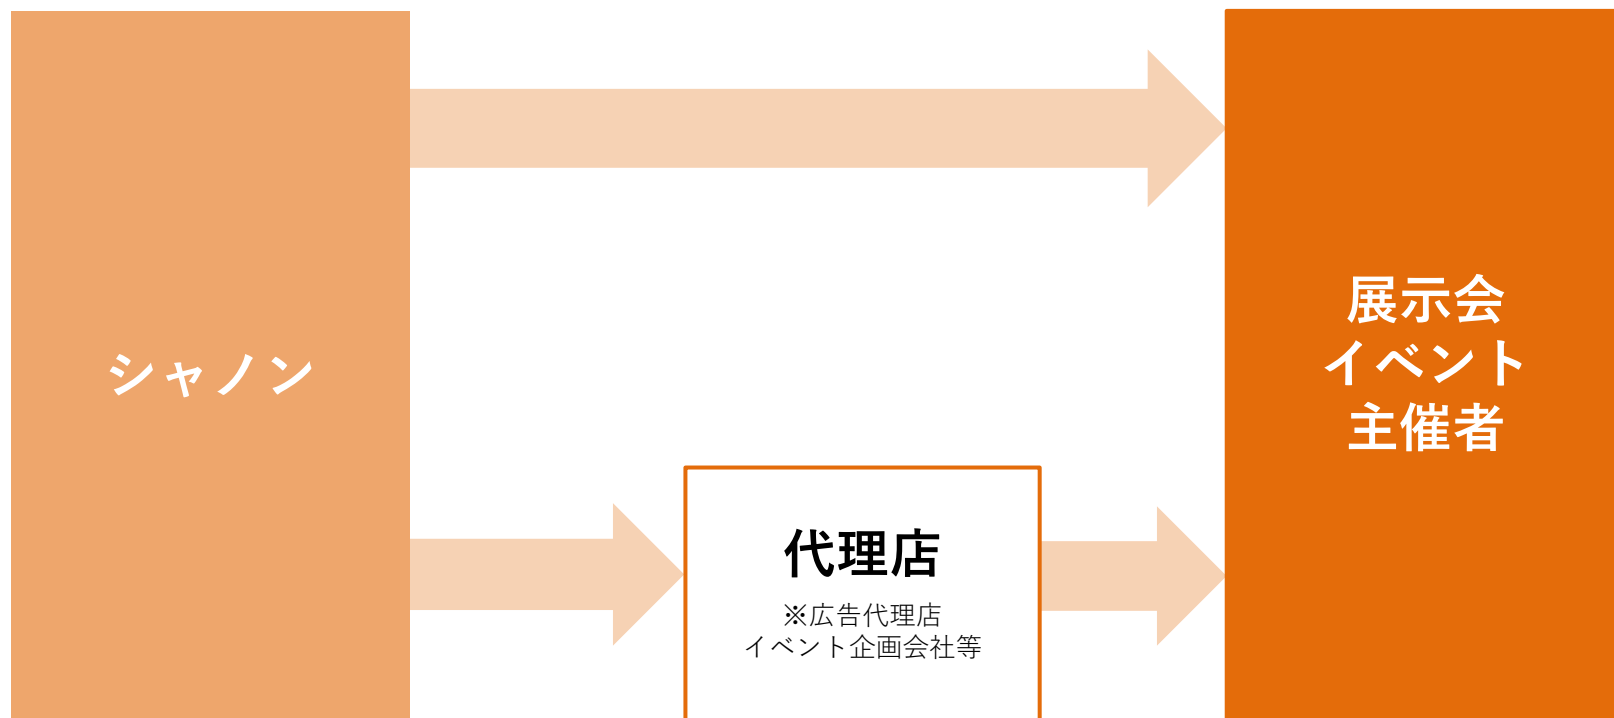 シャノン
展示会
イベント
主催者
代理店
※広告代理店
イベント企画会社等